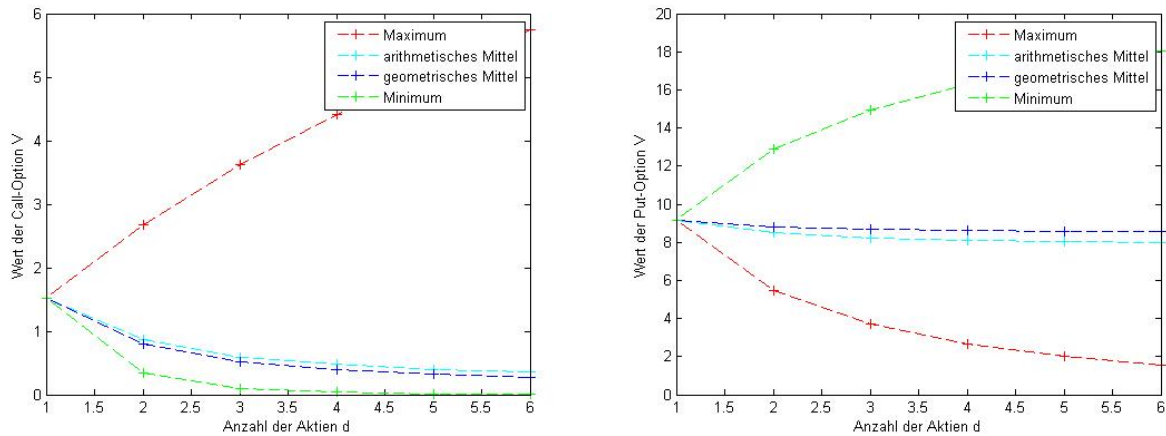 6
5
4
3
2
1
0
Wert der Call-Option V
Maximum
arithmetisches Mittel
geometrisches Mittel
Minimum
1 1.5 2 2.5 3 3.5 4 4.5 5 5.5 6
Anzahl der Aktien d
20
18
16
14
12
10
8
6
4
2
0
Wert der Put-Option V
Maximum
arithmetisches Mittel
geometrisches Mittel
Minimum
1 1.5 2 2.5 3 3.5 4 4.5 5 5.5 6
Anzahl der Aktien d